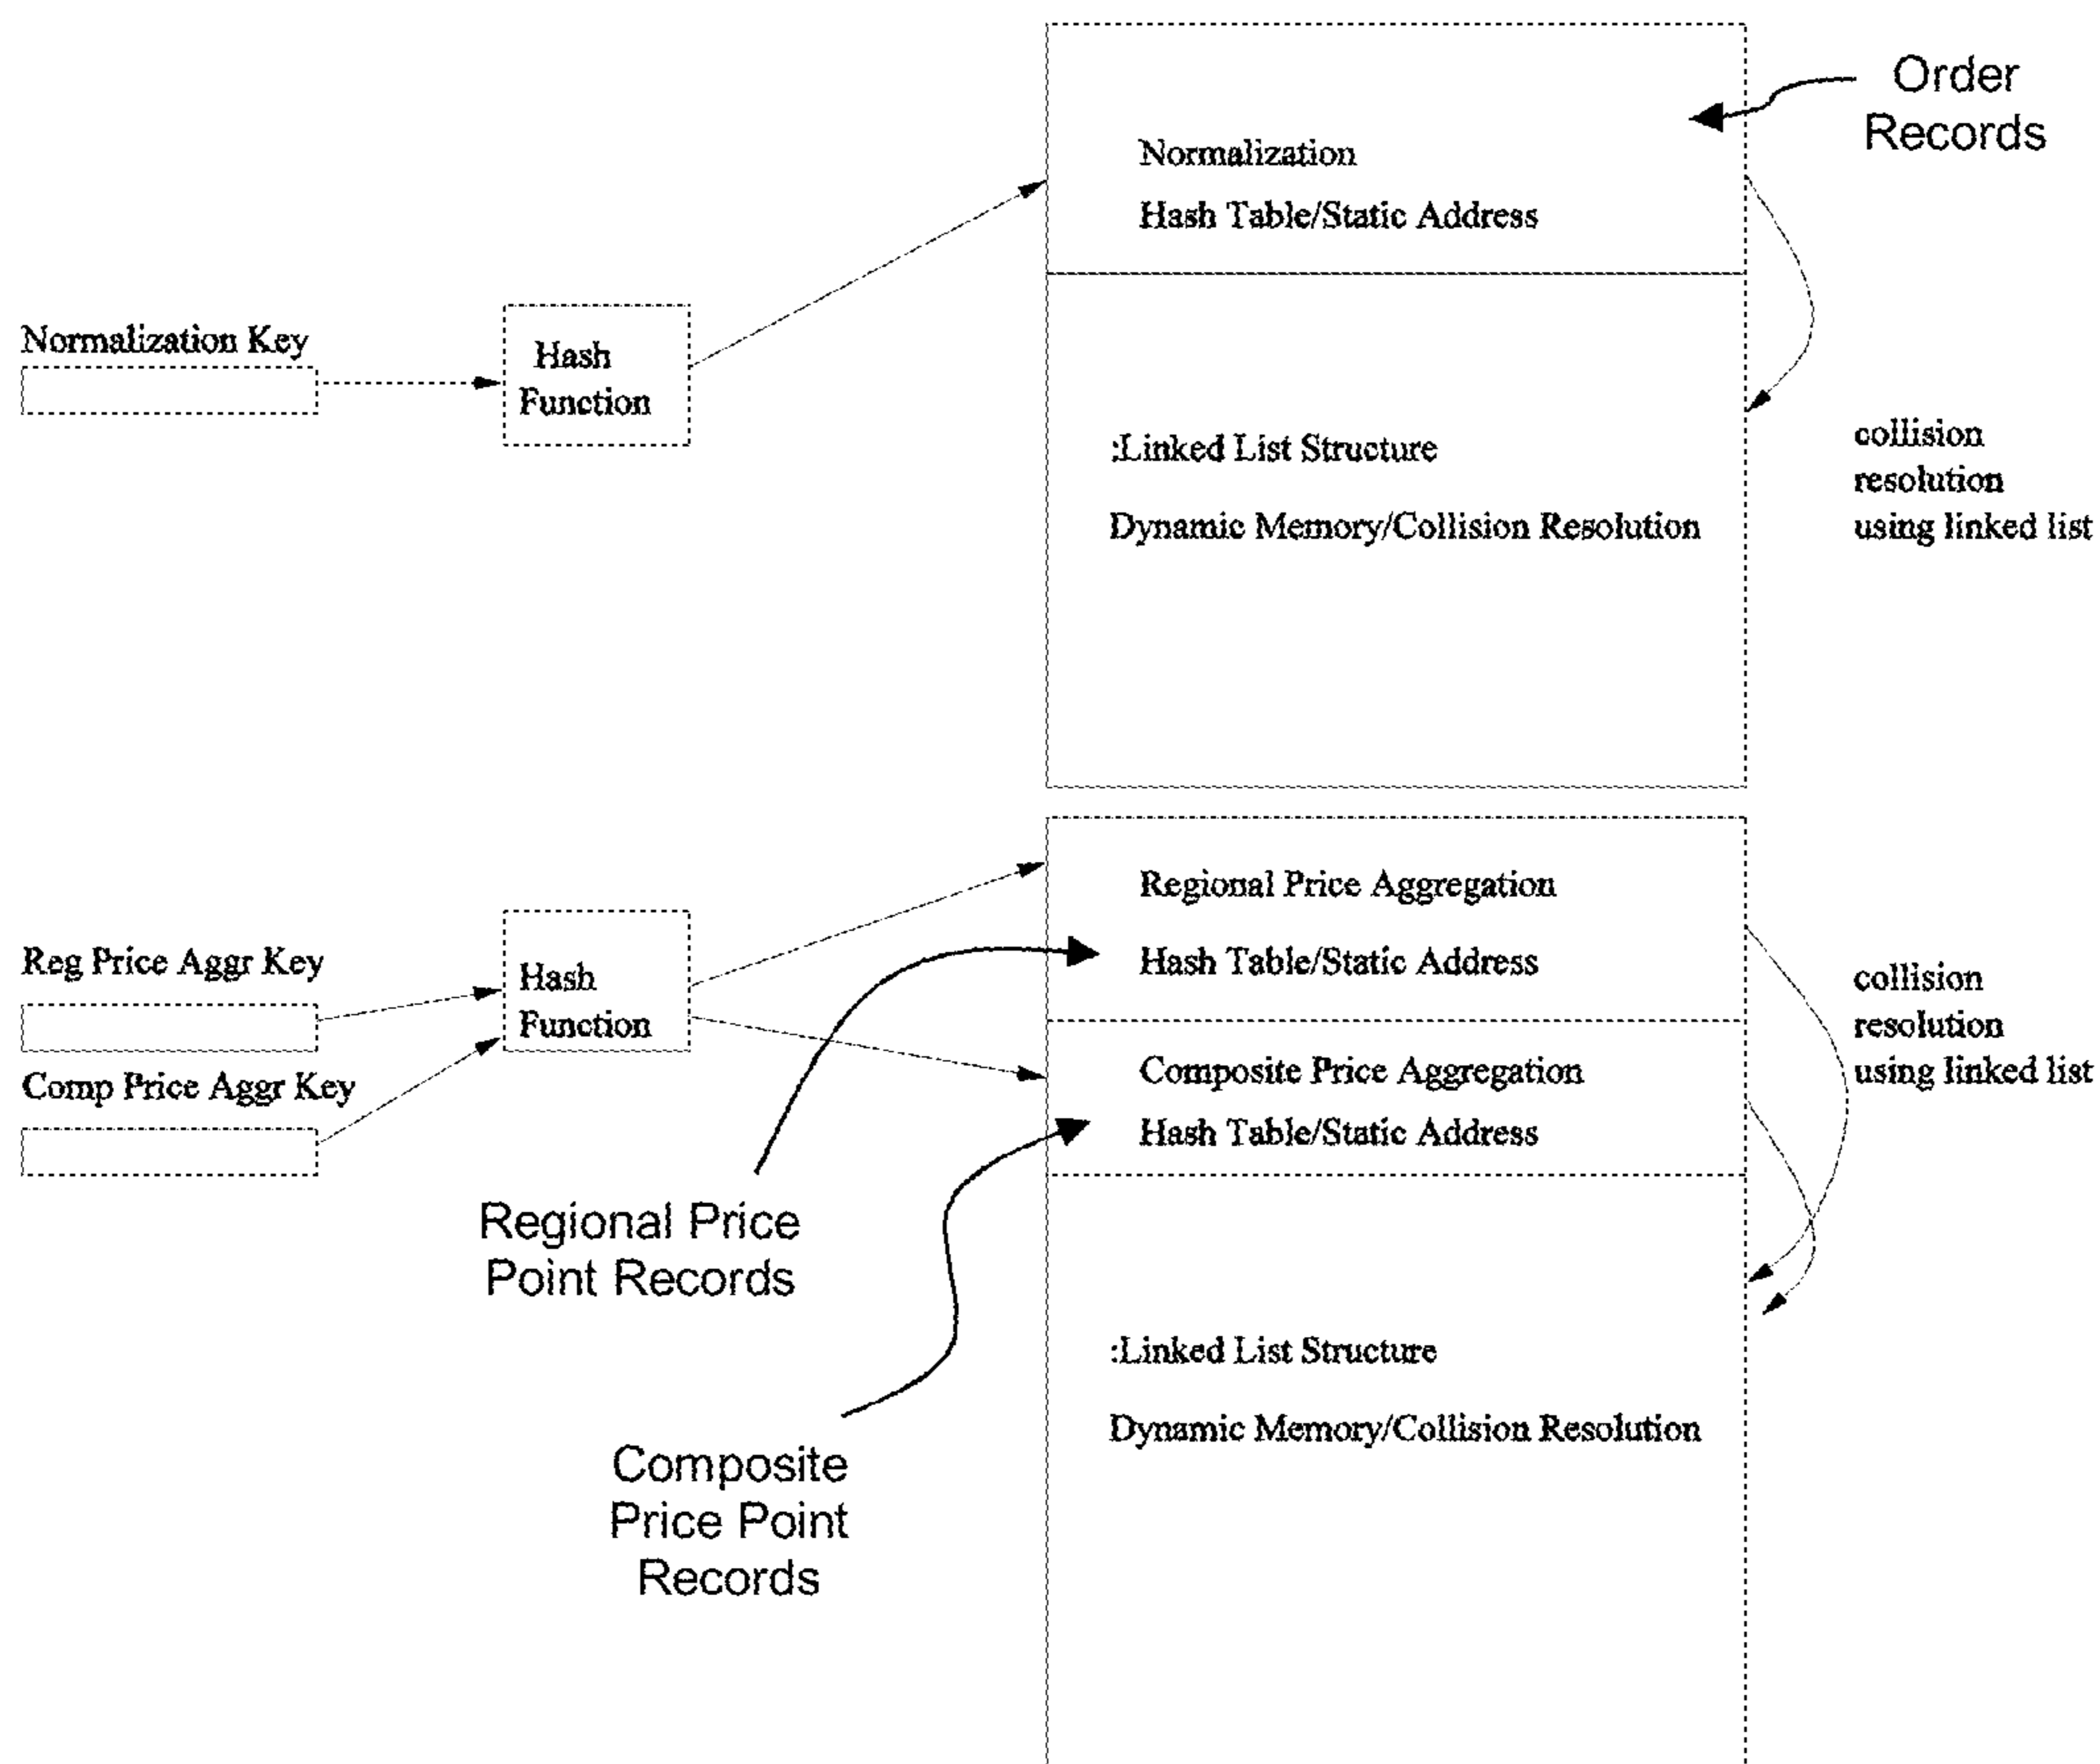 Order
Records
Normalization
Hash Table/Static Address
Normalization Key
Hash
Function
:Linked List Structure
Dynamic Memory/Collision Resolution
collision
resolution
using linked list
Regional Price Aggregation
Hash Table/Static Address
Reg Price Aggr Key
Hash
Function
Comp Price Aggr Key
Composite Price Aggregation
Hash Table/Static Address
collision
resolution
using linked list
Regional Price
Point Records
:Linked List Structure
Dynamic Memory/Collision Resolution
Composite
Price Point
Records